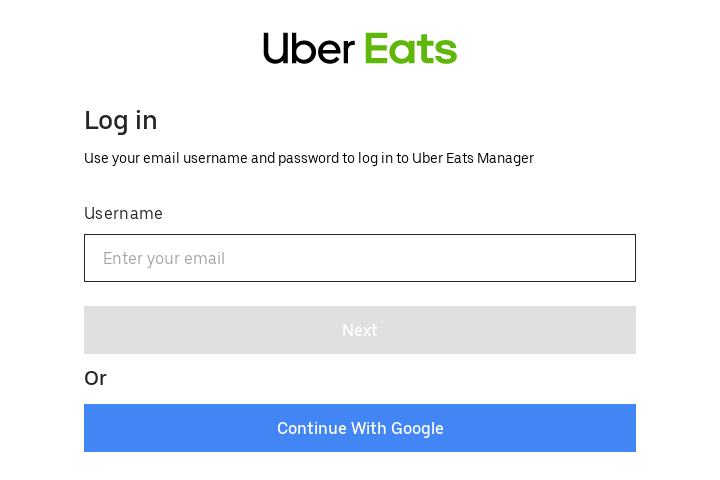 Uber Eats
Log in
Use your email username and password to log in to Uber Eats Manager
Username
Enter your email
Next
Or
Continue With Google